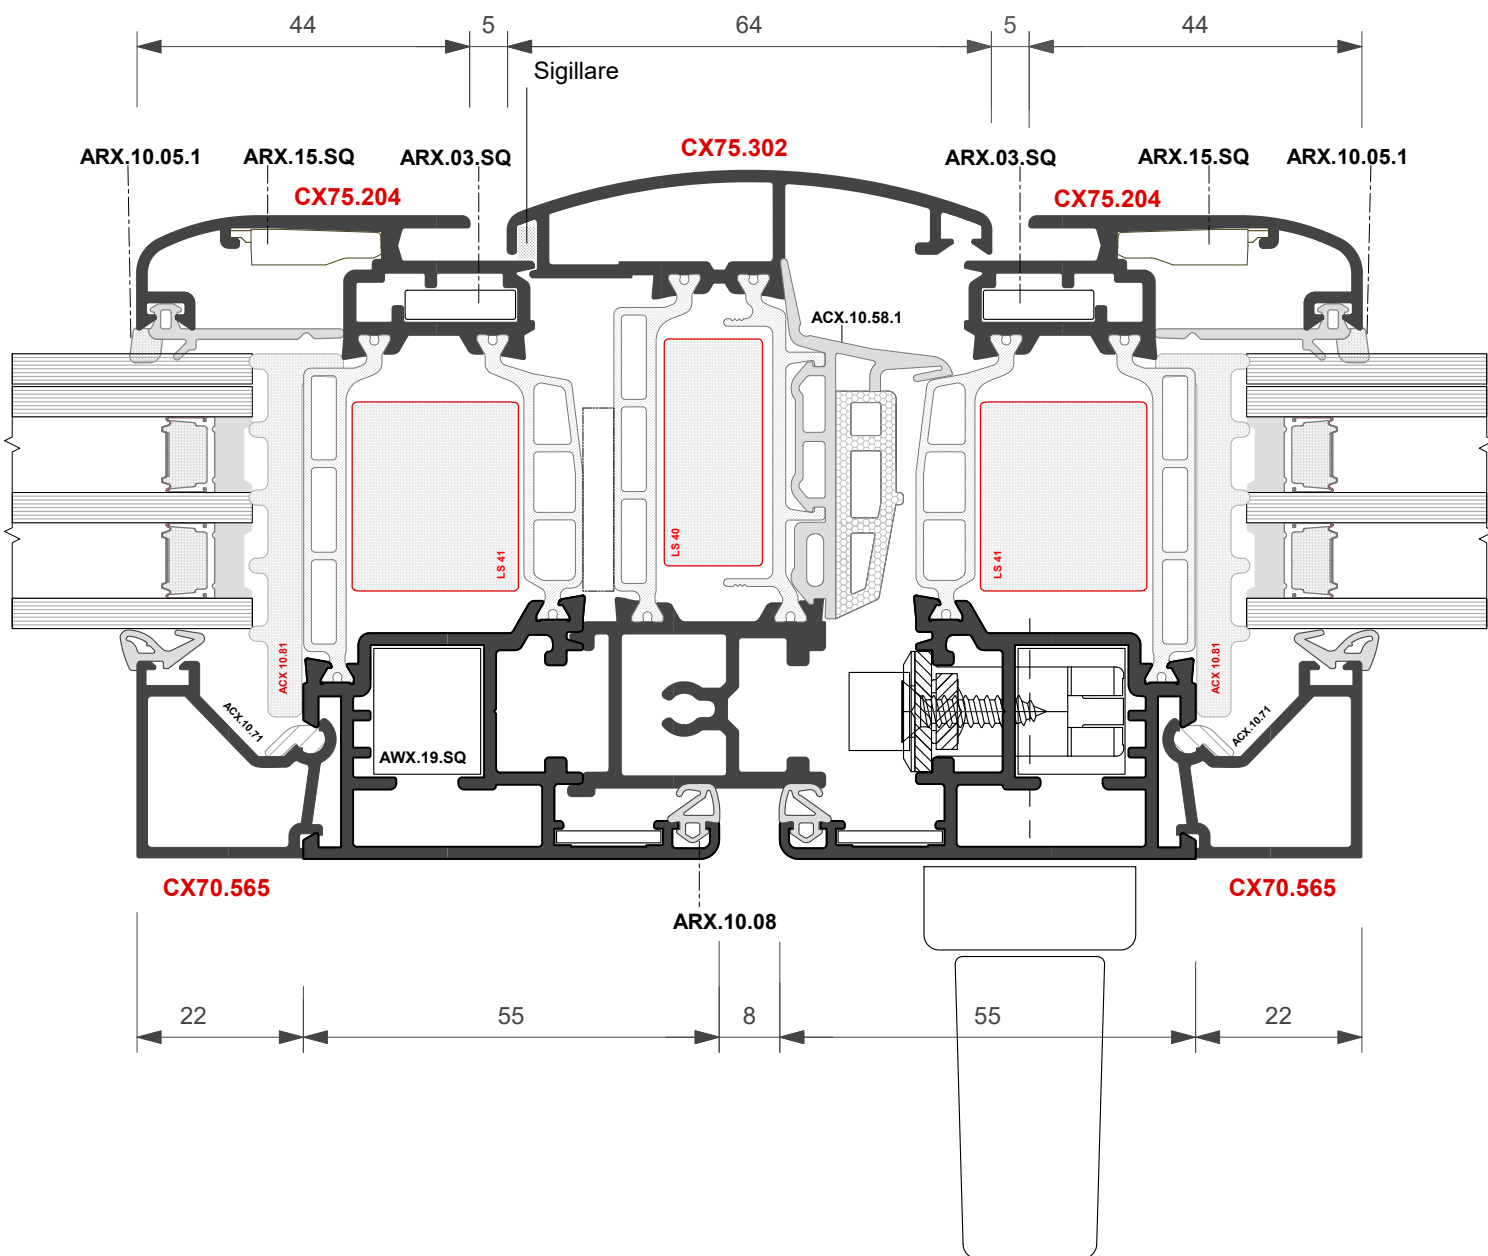 44 5 64 5 44
Sigillare
CX75.302
ARX.10.05.1 ARX.15.SQ ARX.03.SQ ARX.03.SQ ARX.15.SQ ARX.10.05.1
CX75.204 CX75.204
ACX.10.58.1
LS 40
LS 41 LS 41
ACX 10.81 ACX 10.81
ACX.10.71 ACX.10.71
AWX.19.SQ
CX70.565 CX70.565
ARX.10.08
22 55 8 55 22